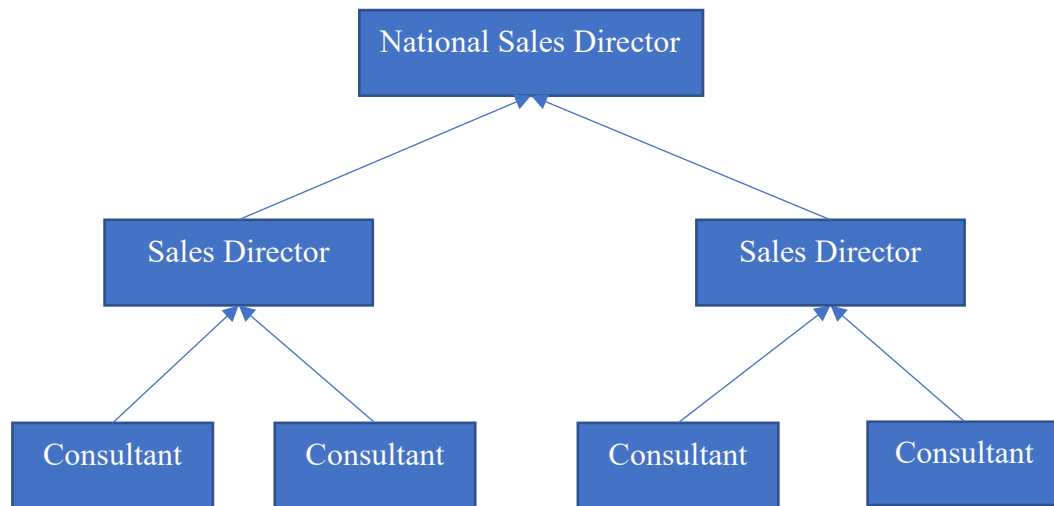 National Sales Director
Sales Director
Sales Director
Consultant
Consultant
Consultant
Consultant